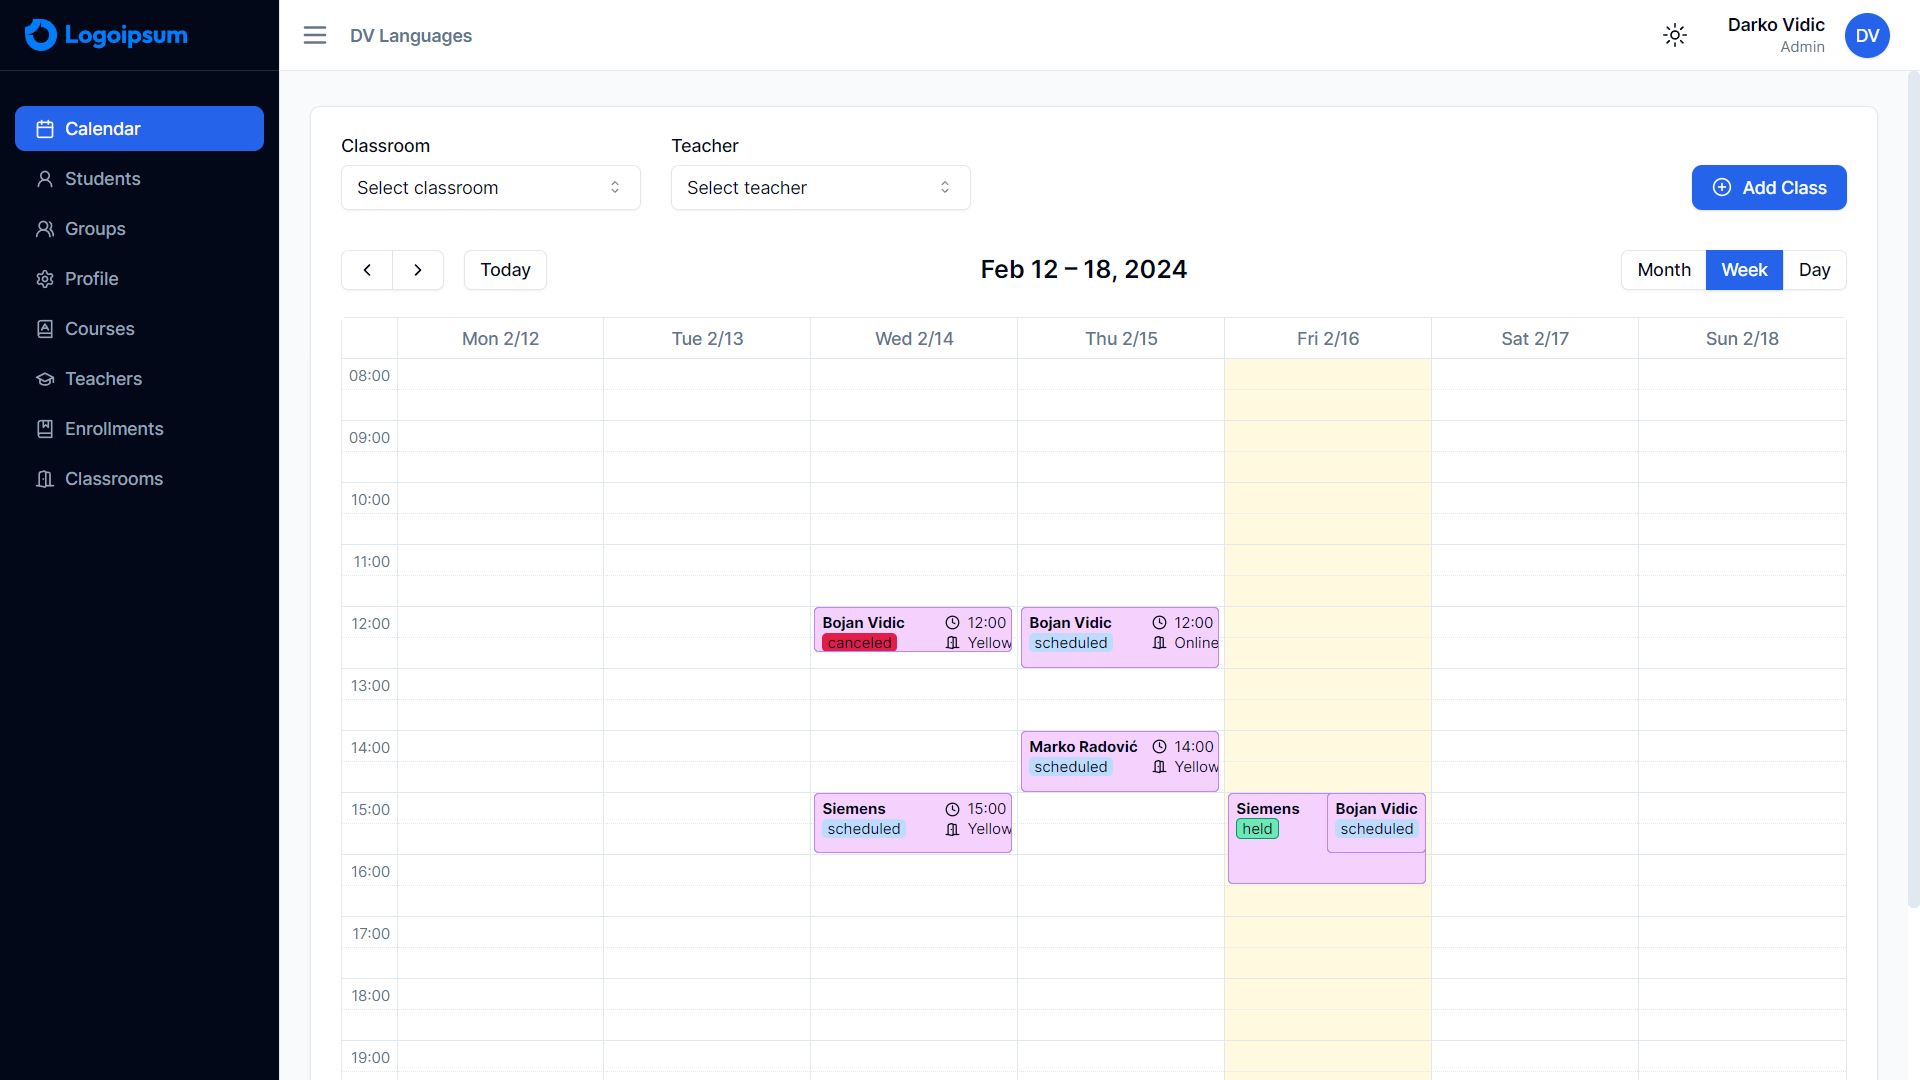 Logoipsum
DV Languages
Darko Vidic
Admin
DV
Calendar
Students
Groups
Profile
Courses
Teachers
Enrollments
Classrooms
Classroom
Teacher
Select classroom
Select teacher
Add Class
Today
Feb 12 – 18, 2024
Month Week Day
Mon 2/12 Tue 2/13 Wed 2/14 Thu 2/15 Fri 2/16 Sat 2/17 Sun 2/18
08:00
09:00
10:00
11:00
12:00
Bojan Vidic 12:00
canceled Yellow
Bojan Vidic 12:00
scheduled Online
13:00
14:00
Marko Radović 14:00
scheduled Yellow
15:00
Siemens 15:00
scheduled Yellow
Siemens
held
Bojan Vidic
scheduled
16:00
17:00
18:00
19:00